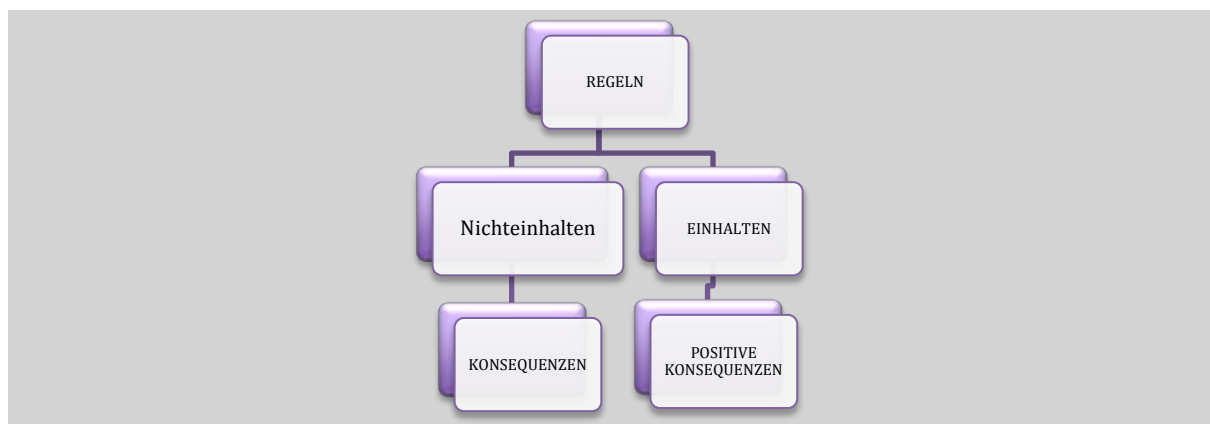 REGELN
Nichteinhalten
EINHALTEN
KONSEQUENZEN
POSITIVE
KONSEQUENZEN